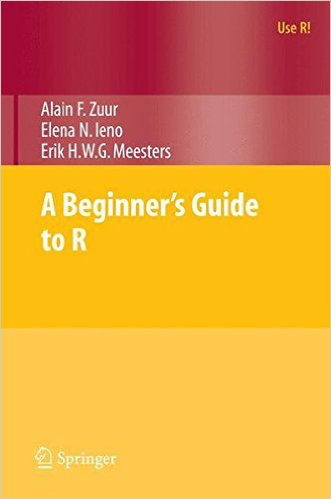 Use R!
Alain F. Zuur
Elena N. Ieno
Erik H.W.G. Meesters
A Beginner's Guide
to R
Springer